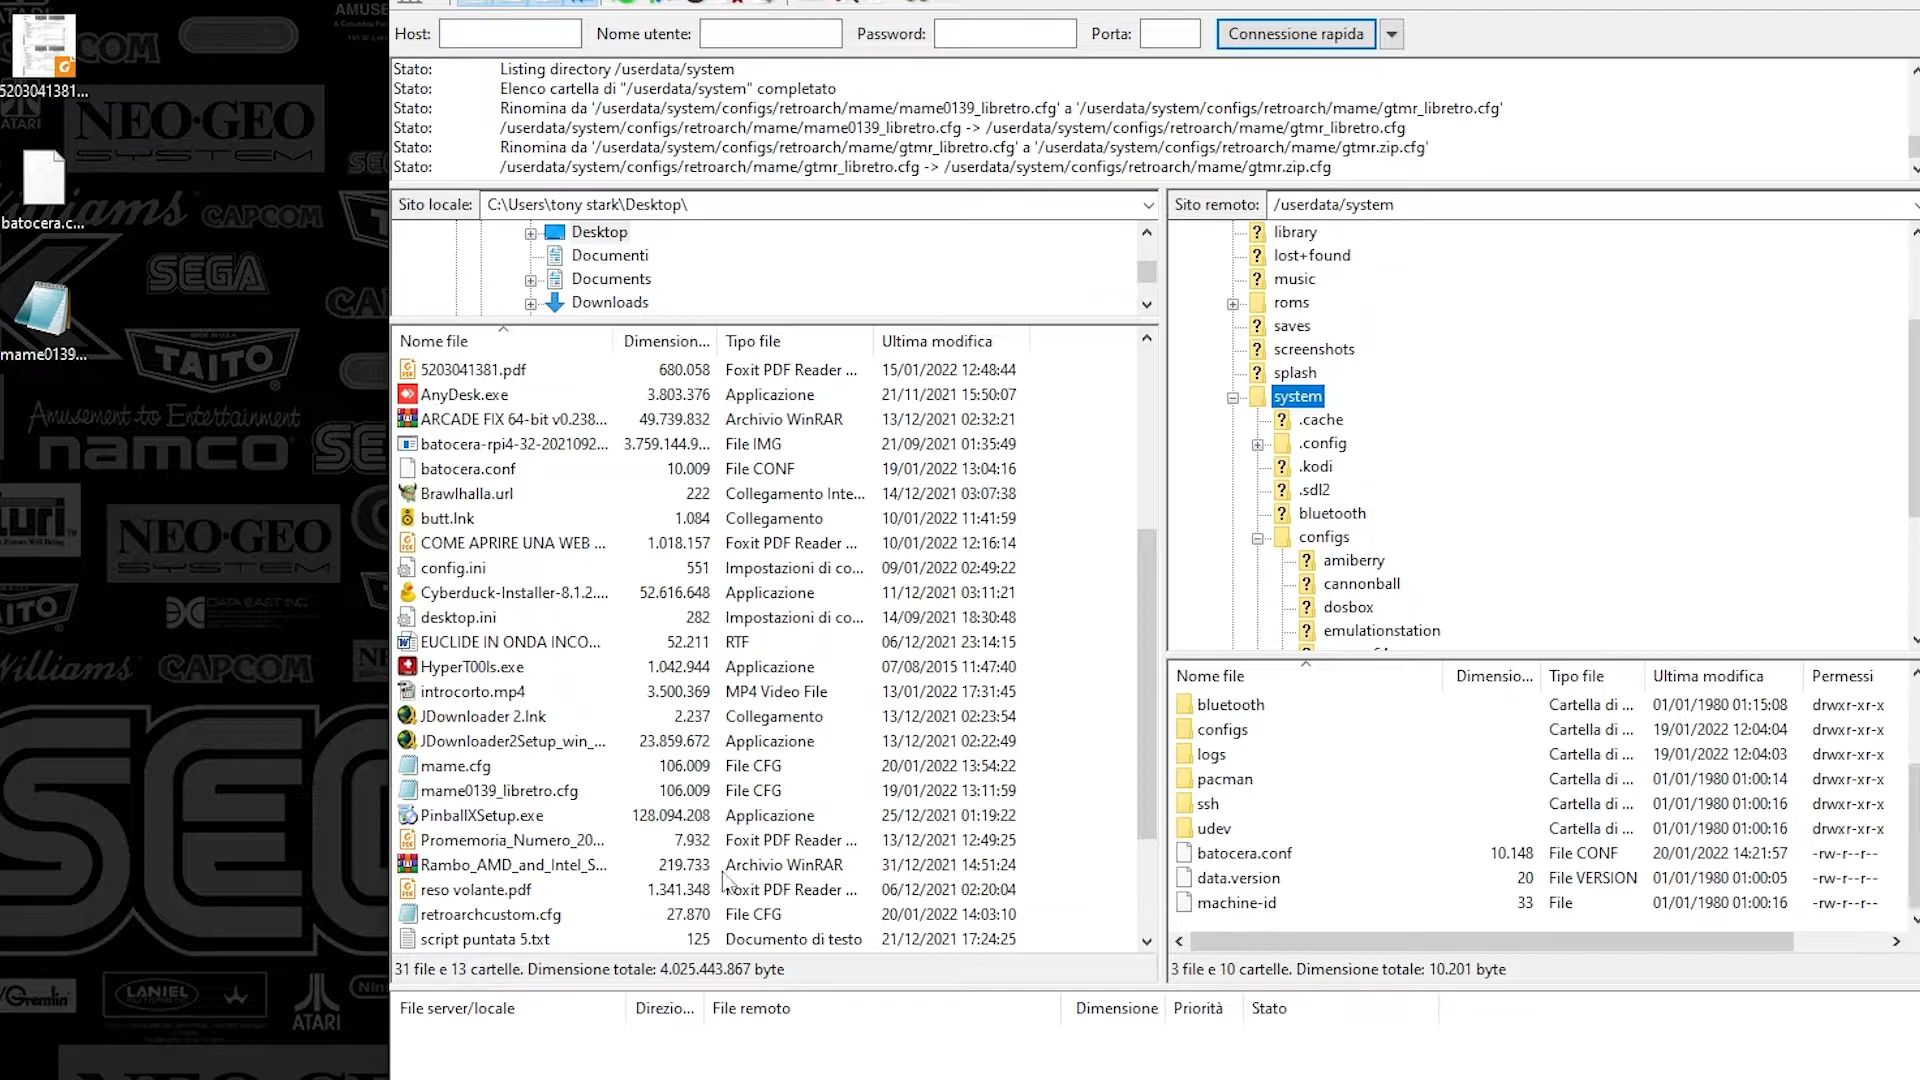 5203041381...
batocera.c...
mame0139...
NEO·GEO
SYSTEM
Williams
CAPCOM
SEGA
TAITO
Amusement to Entertainment
namco
NEO·GEO
SYSTEM
DATA EAST INC
Williams
CAPCOM
Gremlin
LANIEL
AUTOMATIC
ATARI
Host:
Nome utente:
Password:
Porta:
Connessione rapida
Stato: Listing directory /userdata/system
Stato: Elenco cartella di "/userdata/system" completato
Stato: Rinomina da '/userdata/system/configs/retroarch/mame/mame0139_libretro.cfg' a '/userdata/system/configs/retroarch/mame/gtmr_libretro.cfg'
Stato: /userdata/system/configs/retroarch/mame/mame0139_libretro.cfg -> /userdata/system/configs/retroarch/mame/gtmr_libretro.cfg
Stato: Rinomina da '/userdata/system/configs/retroarch/mame/gtmr_libretro.cfg' a '/userdata/system/configs/retroarch/mame/gtmr.zip.cfg'
Stato: /userdata/system/configs/retroarch/mame/gtmr_libretro.cfg -> /userdata/system/configs/retroarch/mame/gtmr.zip.cfg
Sito locale: C:\Users\tony stark\Desktop\
Desktop
Documenti
Documents
Downloads
Nome file Dimension... Tipo file Ultima modifica
5203041381.pdf 680.058 Foxit PDF Reader ... 15/01/2022 12:48:44
AnyDesk.exe 3.803.376 Applicazione 21/11/2021 15:50:07
ARCADE FIX 64-bit v0.238... 49.739.832 Archivio WinRAR 13/12/2021 02:32:21
batocera-rpi4-32-2021092... 3.759.144.9... File IMG 21/09/2021 01:35:49
batocera.conf 10.009 File CONF 19/01/2022 13:04:16
Brawlhalla.url 222 Collegamento Inte... 14/12/2021 03:07:38
butt.lnk 1.084 Collegamento 10/01/2022 11:41:59
COME APRIRE UNA WEB ... 1.018.157 Foxit PDF Reader ... 10/01/2022 12:16:14
config.ini 551 Impostazioni di co... 09/01/2022 02:49:22
Cyberduck-Installer-8.1.2.... 52.616.648 Applicazione 11/12/2021 03:11:21
desktop.ini 282 Impostazioni di co... 14/09/2021 18:30:48
EUCLIDE IN ONDA INCO... 52.211 RTF 06/12/2021 23:14:15
HyperT00ls.exe 1.042.944 Applicazione 07/08/2015 11:47:40
introcorto.mp4 3.500.369 MP4 Video File 13/01/2022 17:31:45
JDownloader 2.lnk 2.237 Collegamento 13/12/2021 02:23:54
JDownloader2Setup_win_... 23.859.672 Applicazione 13/12/2021 02:22:49
mame.cfg 106.009 File CFG 20/01/2022 13:54:22
mame0139_libretro.cfg 106.009 File CFG 19/01/2022 13:11:59
PinballXSetup.exe 128.094.208 Applicazione 25/12/2021 01:19:22
Promemoria_Numero_20... 7.932 Foxit PDF Reader ... 13/12/2021 12:49:25
Rambo_AMD_and_Intel_S... 219.733 Archivio WinRAR 31/12/2021 14:51:24
reso volante.pdf 1.341.348 Foxit PDF Reader ... 06/12/2021 02:20:04
retroarchcustom.cfg 27.870 File CFG 20/01/2022 14:03:10
script puntata 5.txt 125 Documento di testo 21/12/2021 17:24:25
31 file e 13 cartelle. Dimensione totale: 4.025.443.867 byte
Sito remoto: /userdata/system
library
lost+found
music
roms
saves
screenshots
splash
system
.cache
.config
.kodi
.sdl2
bluetooth
configs
amiberry
cannonball
dosbox
emulationstation
Nome file Dimensio... Tipo file Ultima modifica Permessi
bluetooth Cartella di ... 01/01/1980 01:15:08 drwxr-xr-x
configs Cartella di ... 19/01/2022 12:04:04 drwxr-xr-x
logs Cartella di ... 19/01/2022 12:04:03 drwxr-xr-x
pacman Cartella di ... 01/01/1980 01:00:14 drwxr-xr-x
ssh Cartella di ... 01/01/1980 01:00:16 drwxr-xr-x
udev Cartella di ... 01/01/1980 01:00:16 drwxr-xr-x
batocera.conf 10.148 File CONF 20/01/2022 14:21:57 -rw-r--r--
data.version 20 File VERSION 01/01/1980 01:00:05 -rw-r--r--
machine-id 33 File 01/01/1980 01:00:16 -rw-r--r--
3 file e 10 cartelle. Dimensione totale: 10.201 byte
File server/locale Direzio... File remoto Dimensione Priorità Stato